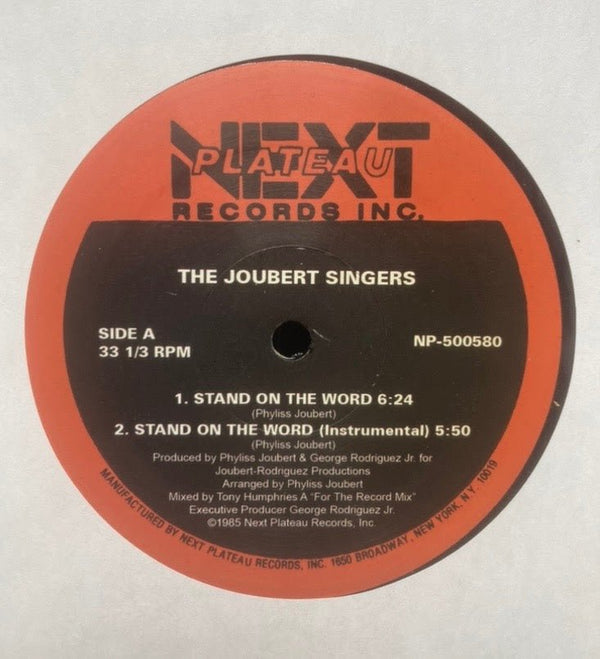 NEXT
PLATEAU
RECORDS INC.
THE JOUBERT SINGERS
SIDE A
33 1/3 RPM
NP-500580
1. STAND ON THE WORD 6:24
(Phyliss Joubert)
2. STAND ON THE WORD (Instrumental) 5:50
(Phyliss Joubert)
Produced by Phyliss Joubert & George Rodriguez Jr. for
Joubert-Rodriguez Productions
Arranged by Phyliss Joubert
Mixed by Tony Humphries A "For The Record Mix"
Executive Producer George Rodriguez Jr.
©1985 Next Plateau Records, Inc.
MANUFACTURED BY NEXT PLATEAU RECORDS, INC. 1650 BROADWAY, NEW YORK, N.Y. 10019